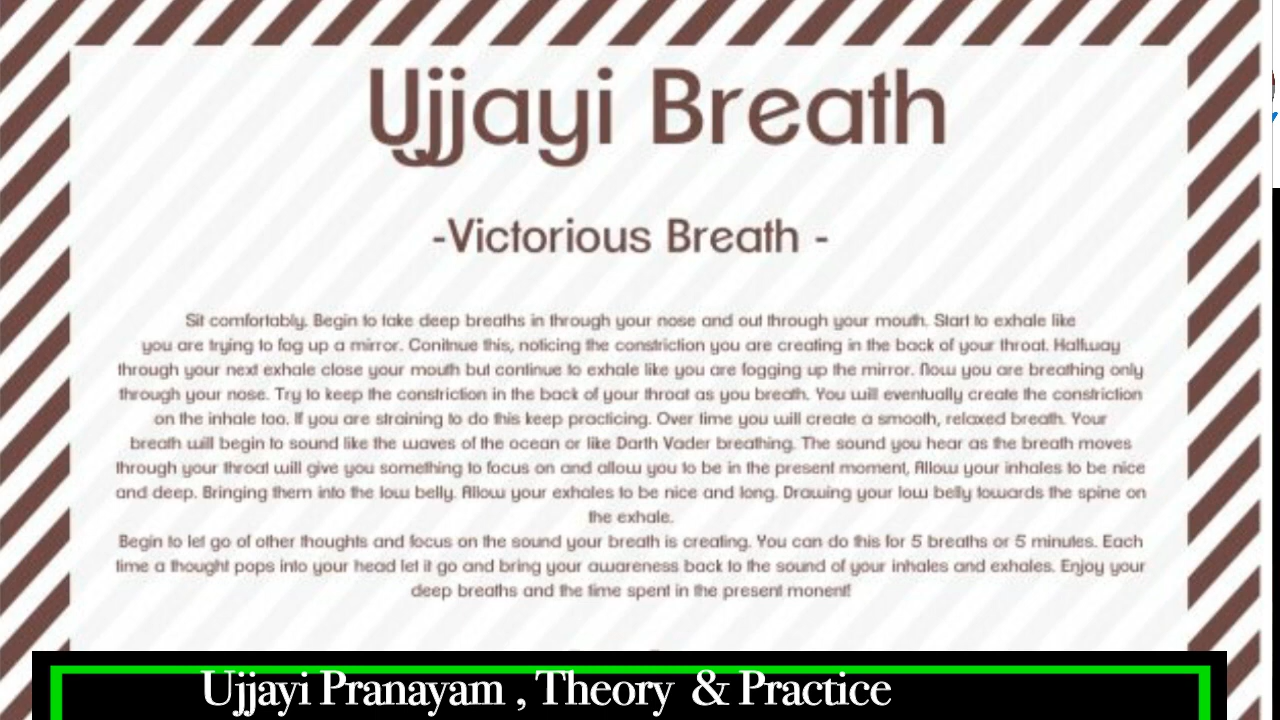 Ujjayi Breath
-Victorious Breath -
Sit comfortably. Begin to take deep breaths in through your nose and out through your mouth. Start to exhale like
you are trying to fog up a mirror. Conitnue this, noticing the constriction you are creating in the back of your throat. Halfway
through your next exhale close your mouth but continue to exhale like you are fogging up the mirror. Now you are breathing only
through your nose. Try to keep the constriction in the back of your throat as you breath. You will eventually create the constriction
on the inhale too. If you are straining to do this keep practicing. Over time you will create a smooth, relaxed breath. Your
breath will begin to sound like the waves of the ocean or like Darth Vader breathing. The sound you hear as the breath moves
through your throat will give you something to focus on and allow you to be in the present moment, Allow your inhales to be nice
and deep. Bringing them into the low belly. Allow your exhales to be nice and long. Drawing your low belly towards the spine on
the exhale.
Begin to let go of other thoughts and focus on the sound your breath is creating. You can do this for 5 breaths or 5 minutes. Each
time a thought pops into your head let it go and bring your awareness back to the sound of your inhales and exhales. Enjoy your
deep breaths and the time spent in the present monent!
Ujjayi Pranayam , Theory & Practice